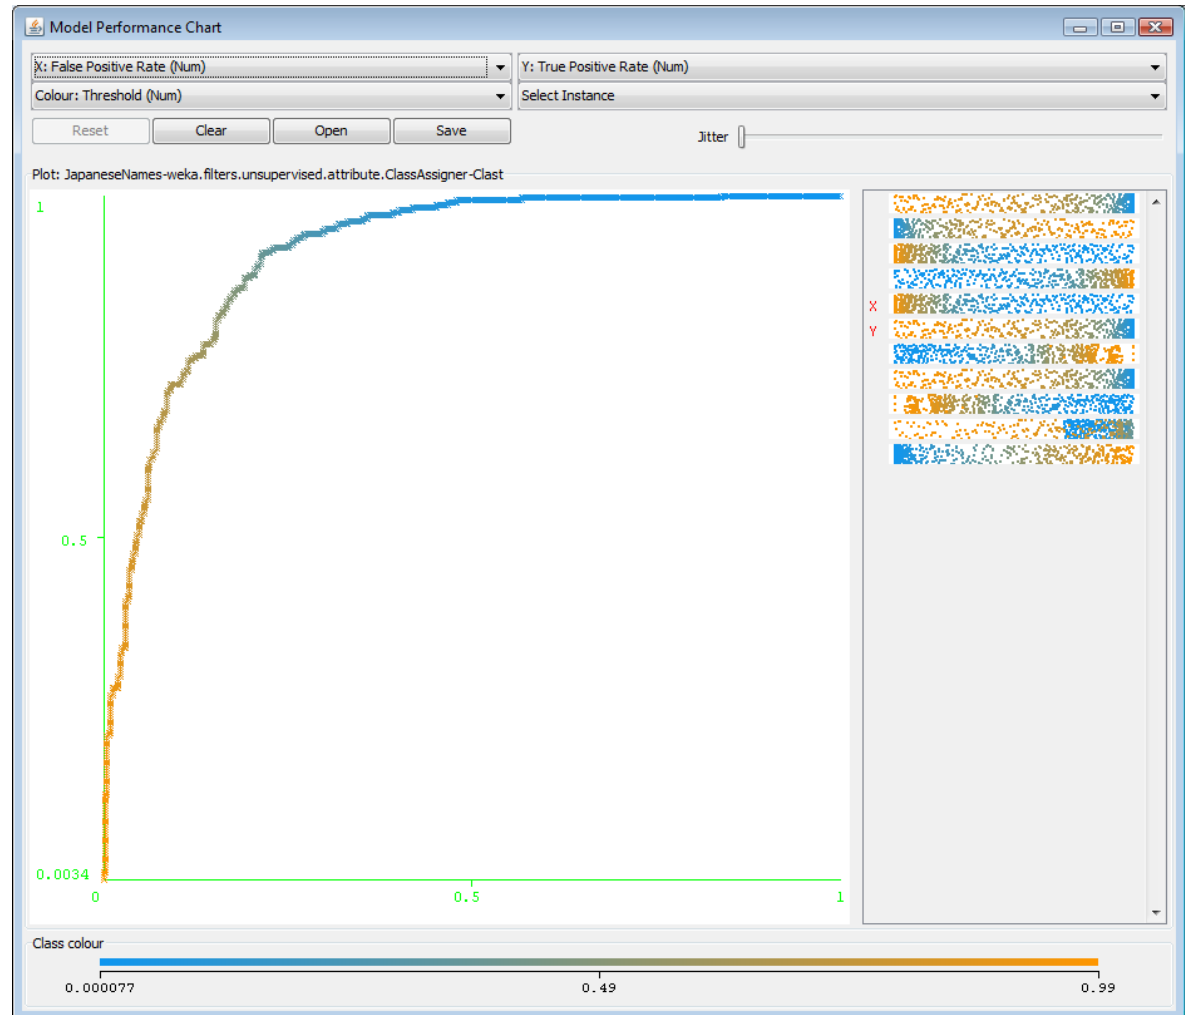 Model Performance Chart
X: False Positive Rate (Num)
Y: True Positive Rate (Num)
Colour: Threshold (Num)
Select Instance
Reset
Clear
Open
Save
Jitter
Plot: JapaneseNames-weka.filters.unsupervised.attribute.ClassAssigner-Clast
1
0.5
0.0034
0
0.5
1
X
Y
Class colour
0.000077
0.49
0.99